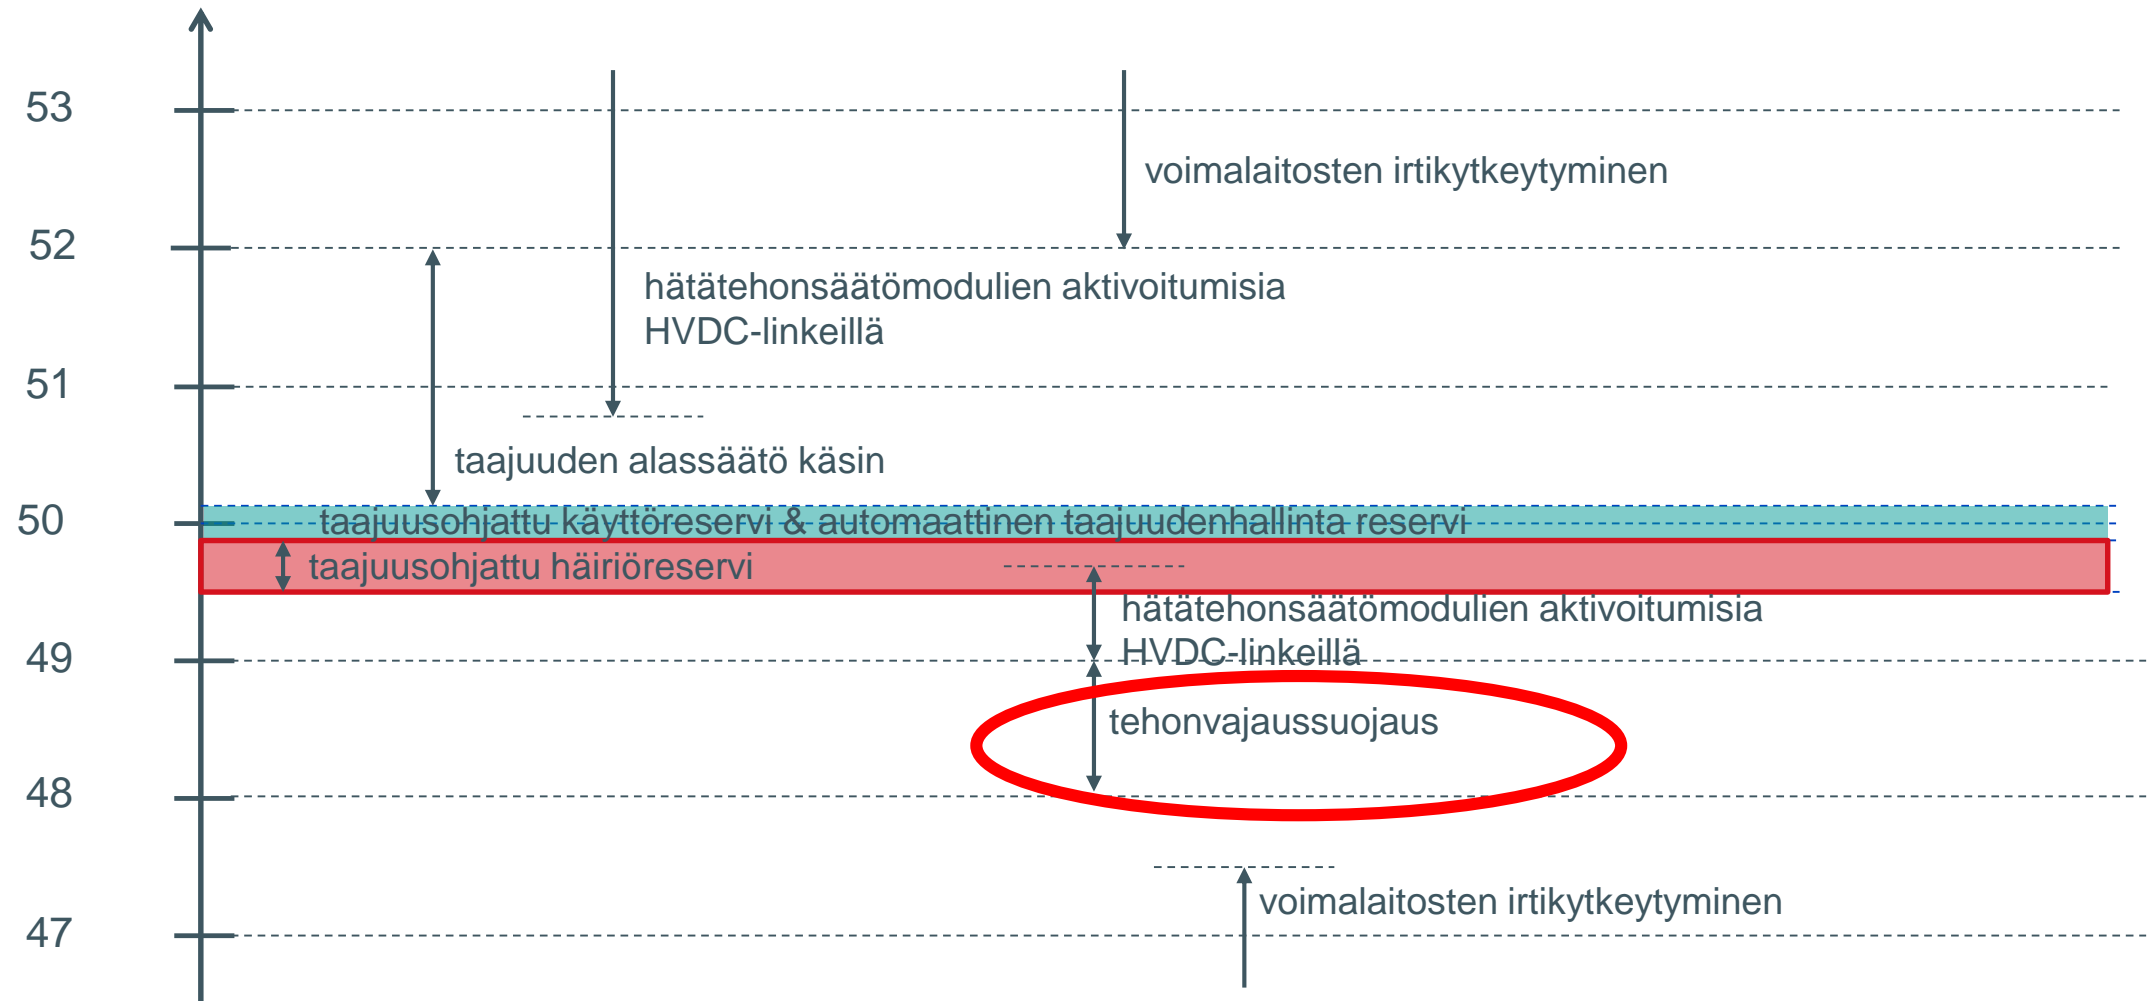 53
voimalaitosten irtikytkeytyminen
52
hätätehonsäätömodulien aktivoitumisia
HVDC-linkeillä
51
taajuuden alassäätö käsin
50
taajuusohjattu käyttöreservi & automaattinen taajuudenhallinta reservi
taajuusohjattu häiriöreservi
hätätehonsäätömodulien aktivoitumisia
HVDC-linkeillä
49
tehonvajaussuojaus
48
voimalaitosten irtikytkeytyminen
47